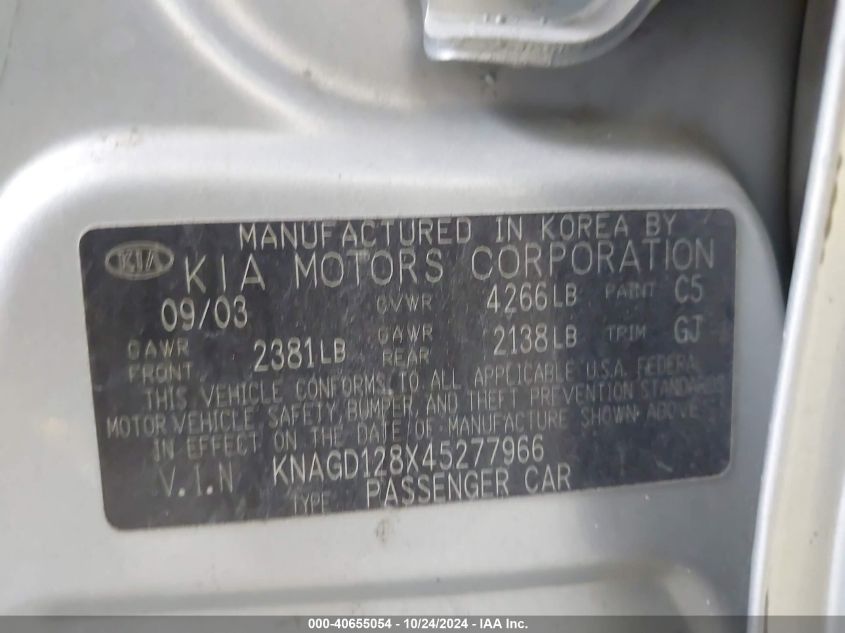 MANUFACTURED IN KOREA BY
KIA KIA MOTORS CORPORATION
09/03 GVWR 4266LB PAINT C5
GAWR FRONT 2381LB GAWR REAR 2138LB TRIM GJ
THIS VEHICLE CONFORMS TO ALL APPLICABLE U.S.A. FEDERA
MOTOR VEHICLE SAFETY, BUMPER, AND THEFT PREVENTION STANDARDS
IN EFFECT ON THE DATE OF MANUFACTURE SHOWN ABOVE
V.I.N KNAGD128X45277966
TYPE PASSENGER CAR
000-40655054 - 10/24/2024 - IAA Inc.